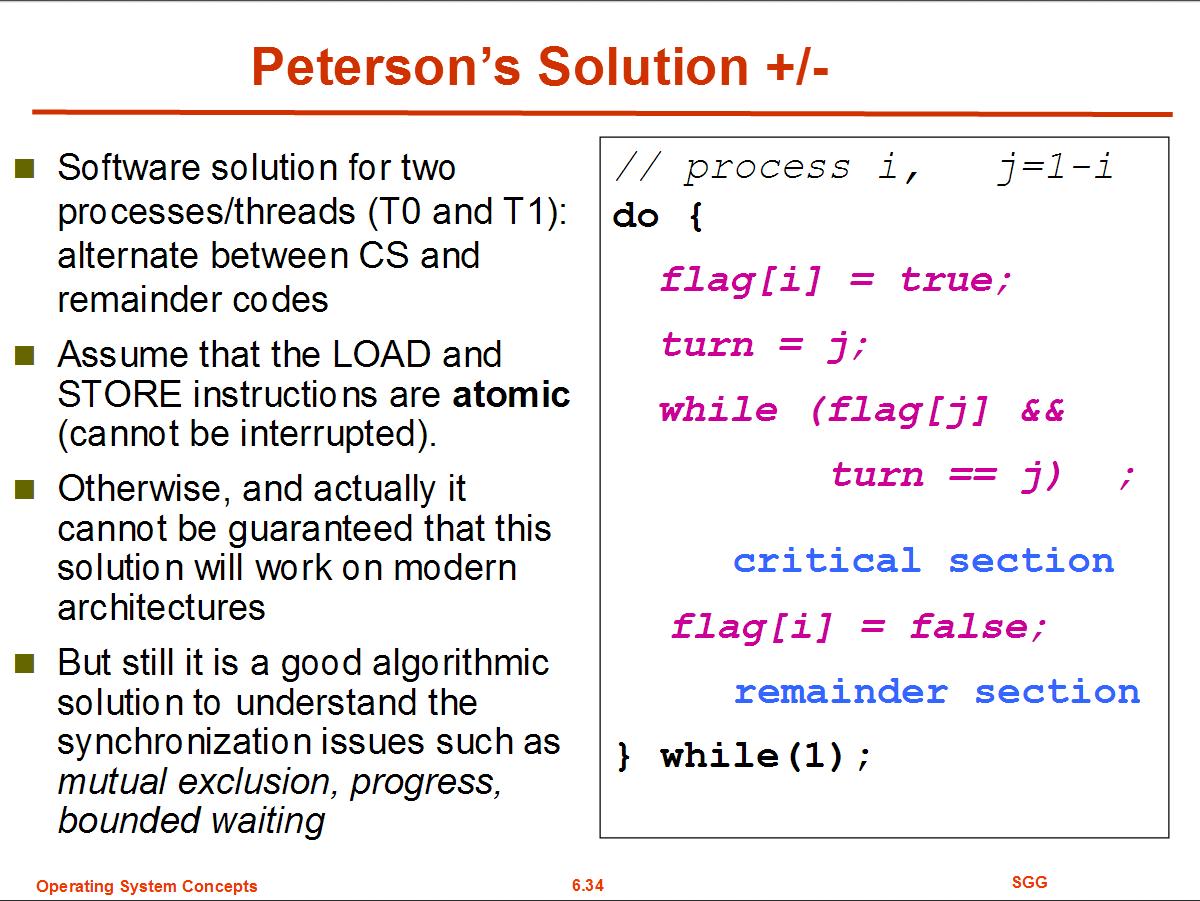 Peterson’s Solution +/-
Software solution for two
processes/threads (T0 and T1):
alternate between CS and
remainder codes
Assume that the LOAD and
STORE instructions are atomic
(cannot be interrupted).
Otherwise, and actually it
cannot be guaranteed that this
solution will work on modern
architectures
But still it is a good algorithmic
solution to understand the
synchronization issues such as
mutual exclusion, progress,
bounded waiting
// process i,   j=1-i
do {
flag[i] = true;
turn = j;
while (flag[j] &&
turn == j)  ;
critical section
flag[i] = false;
remainder section
} while(1);
Operating System Concepts
6.34
SGG